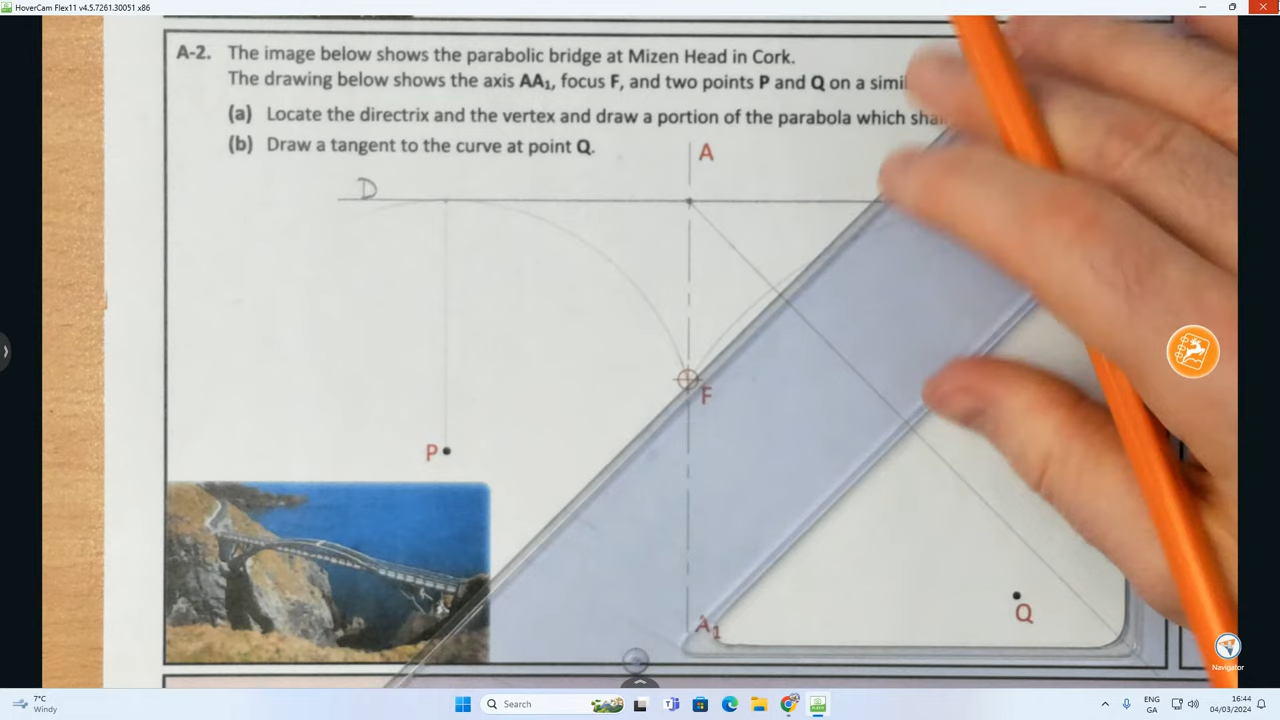 HoverCam Flex11 v4.5.7261.30051 x86
A-2. The image below shows the parabolic bridge at Mizen Head in Cork.
The drawing below shows the axis AA₁, focus F, and two points P and Q on a
(a) Locate the directrix and the vertex and draw a portion of the parabola which
(b) Draw a tangent to the curve at point Q.
A
D
F
P
Q
A₁
Navigator
7°C
Windy
Search
ENG
GA
16:44
04/03/2024